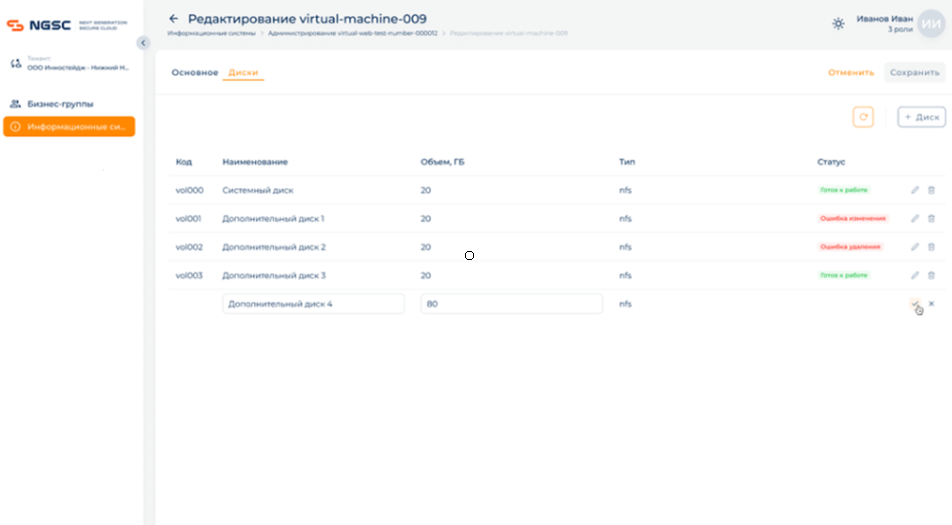 NGSC
NEXT GENERATION
SECURE CLOUD
Тенант:
ООО Инностейдж - Нижний Н...
Бизнес-группы
Информационные си...
Редактирование virtual-machine-009
Информационные системы > Администрирование virtual-web-test-number-000012 > Редактирование virtual-machine-009
Иванов Иван
3 роли
ИИ
Основное Диски
Отменить Сохранить
+ Диск
Код Наименование Объем, ГБ Тип Статус
vol000 Системный диск 20 nfs Готов к работе
vol001 Дополнительный диск 1 20 nfs Ошибка изменения
vol002 Дополнительный диск 2 20 nfs Ошибка удаления
vol003 Дополнительный диск 3 20 nfs Готов к работе
Дополнительный диск 4 80 nfs